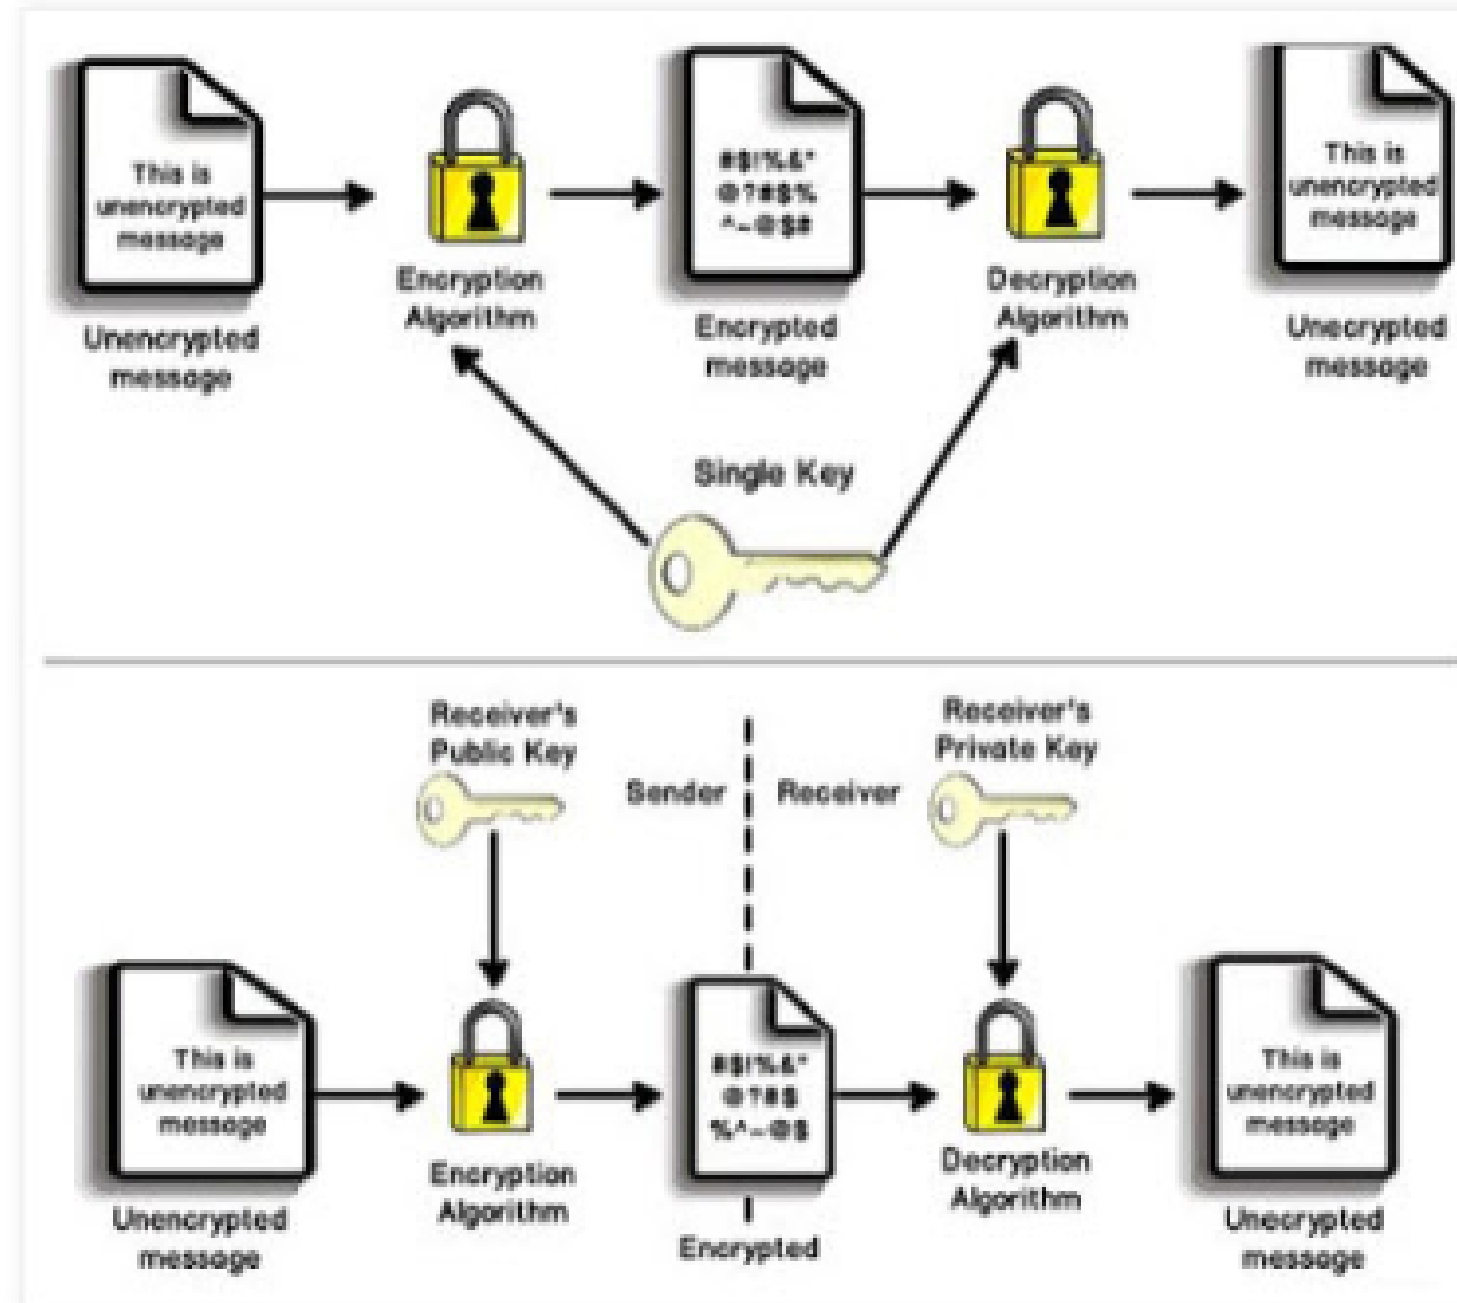 This is
unencrypted
message
Unencrypted
message
Encryption
Algorithm
#$!%&*
@?#$%
^~@$#
Encrypted
message
Decryption
Algorithm
This is
unencrypted
message
Unecrypted
message
Single Key
Receiver's
Public Key
Sender
Receiver
Receiver's
Private Key
This is
unencrypted
message
Unencrypted
message
Encryption
Algorithm
#$!%&*
@?#$
%^~@$
Encrypted
Decryption
Algorithm
This is
unencrypted
message
Unecrypted
message